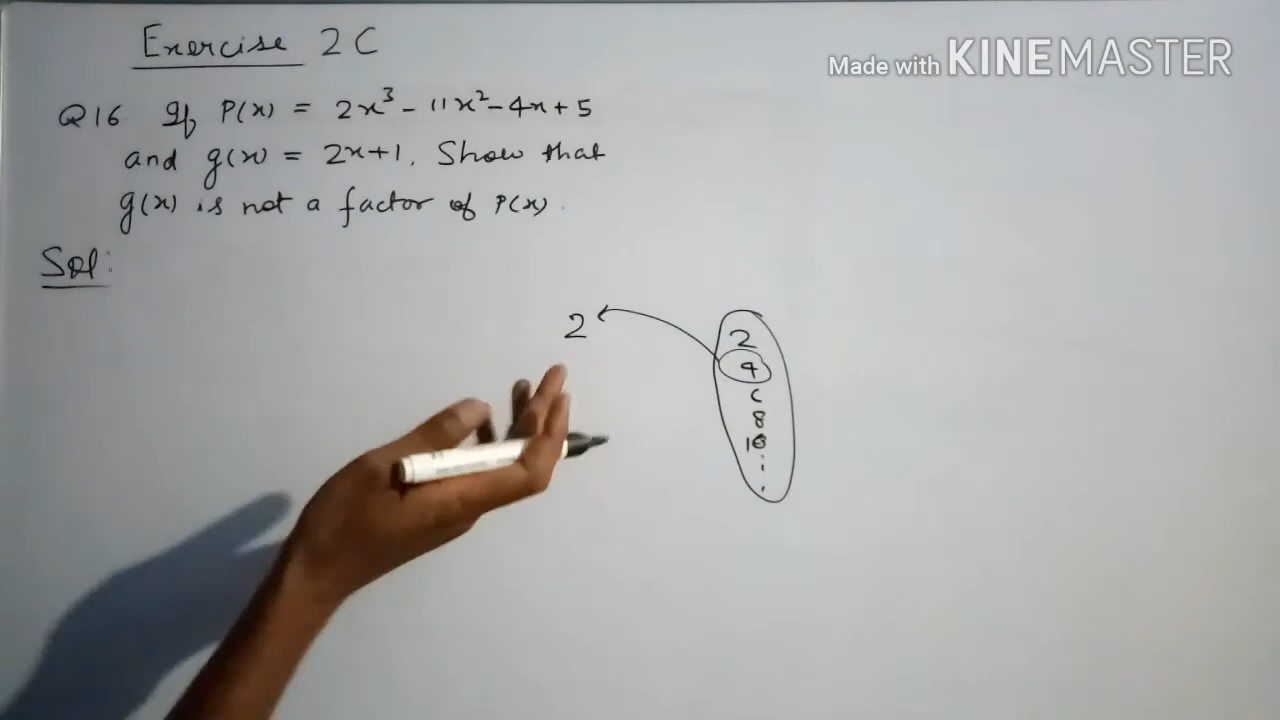 Exercise 2C
Made with KINEMASTER
Q16 If P(x) = 2x³ - 11x² - 4x + 5
and g(x) = 2x+1. Show that
g(x) is not a factor of P(x).
Sol:
2
2
4
6
8
10